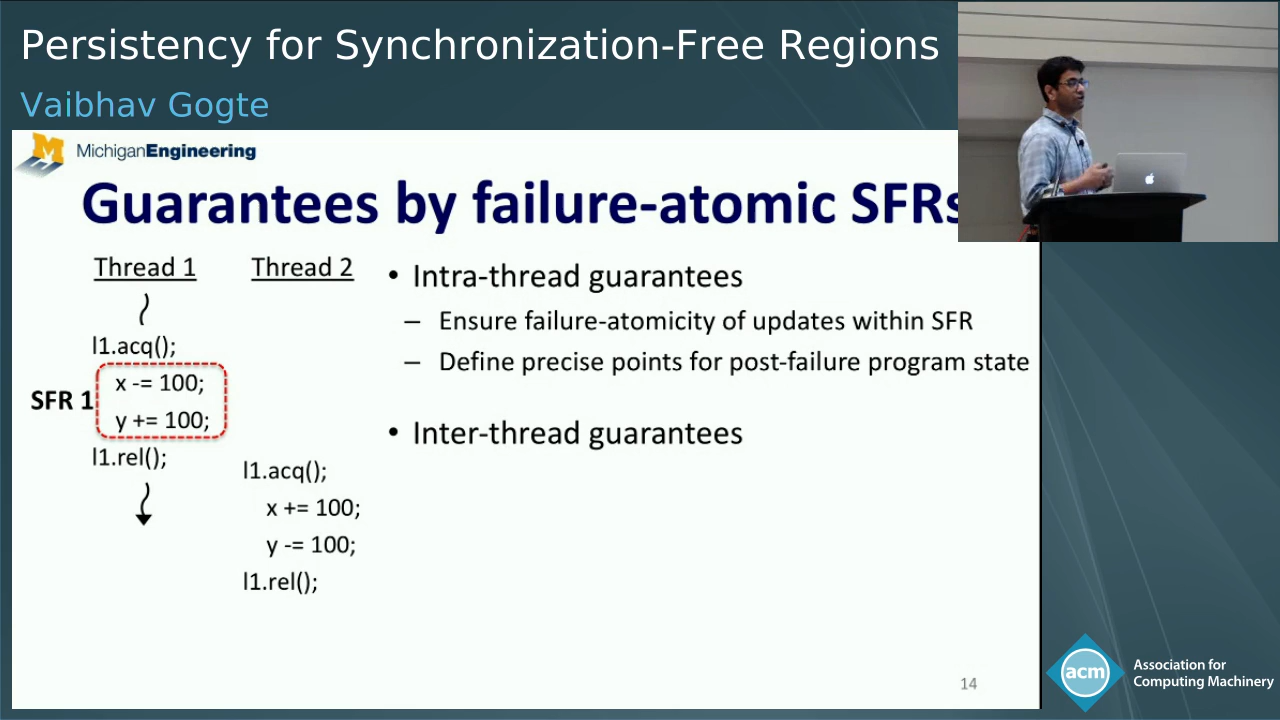 Persistency for Synchronization-Free Regions
Vaibhav Gogte
MichiganEngineering
Guarantees by failure-atomic SFRs
Thread 1
Thread 2
l1.acq();
SFR 1
x -= 100;
y += 100;
l1.rel();
l1.acq();
x += 100;
y -= 100;
l1.rel();
• Intra-thread guarantees
– Ensure failure-atomicity of updates within SFR
– Define precise points for post-failure program state
• Inter-thread guarantees
14
acm
Association for
Computing Machinery